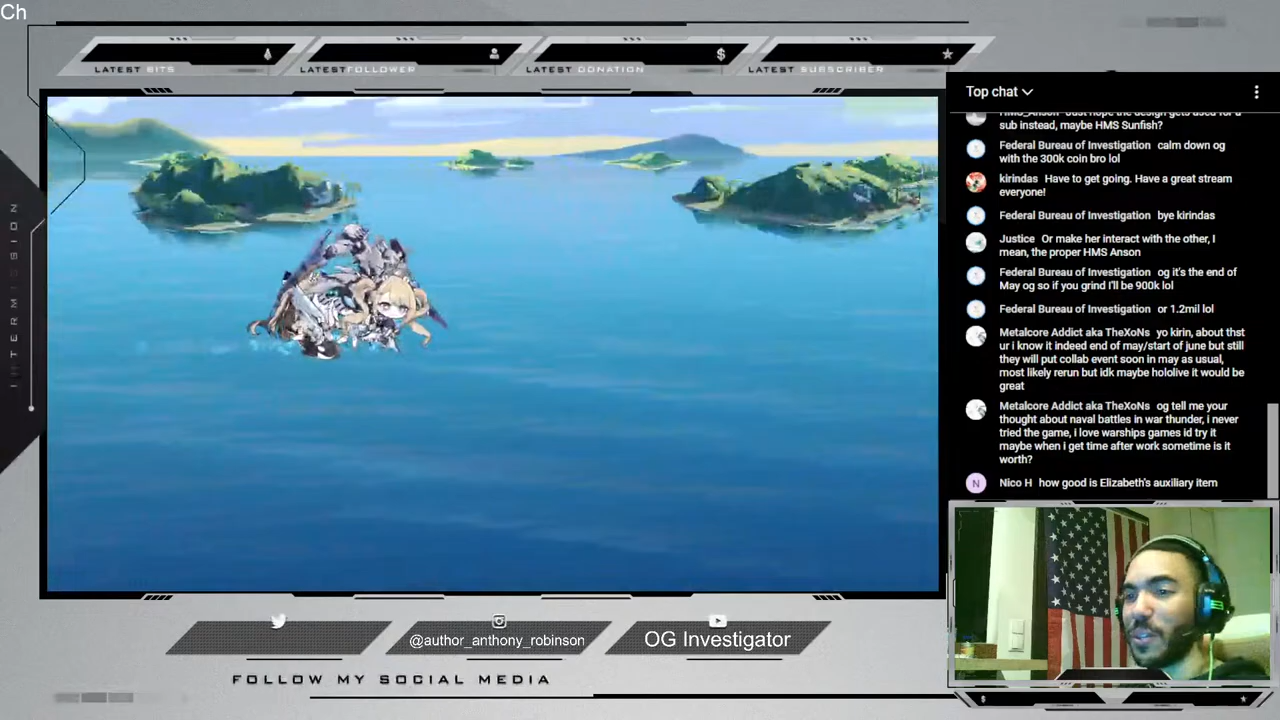 Ch
LATEST BITS
LATEST FOLLOWER
LATEST DONATION
LATEST SUBSCRIBER
INTERMISSION
Top chat
HMS_Anson Just hope the design gets used for a
sub instead, maybe HMS Sunfish?
Federal Bureau of Investigation calm down og
with the 300k coin bro lol
kirindas Have to get going. Have a great stream
everyone!
Federal Bureau of Investigation bye kirindas
Justice Or make her interact with the other, I
mean, the proper HMS Anson
Federal Bureau of Investigation og it's the end of
May og so if you grind I'll be 900k lol
Federal Bureau of Investigation or 1.2mil lol
Metalcore Addict aka TheXoNs yo kirin, about thst
ur i know it indeed end of may/start of june but still
they will put collab event soon in may as usual,
most likely rerun but idk maybe hololive it would be
great
Metalcore Addict aka TheXoNs og tell me your
thought about naval battles in war thunder, i never
tried the game, i love warships games id try it
maybe when i get time after work sometime is it
worth?
N
Nico H how good is Elizabeth's auxiliary item
@author_anthony_robinson
OG Investigator
FOLLOW MY SOCIAL MEDIA